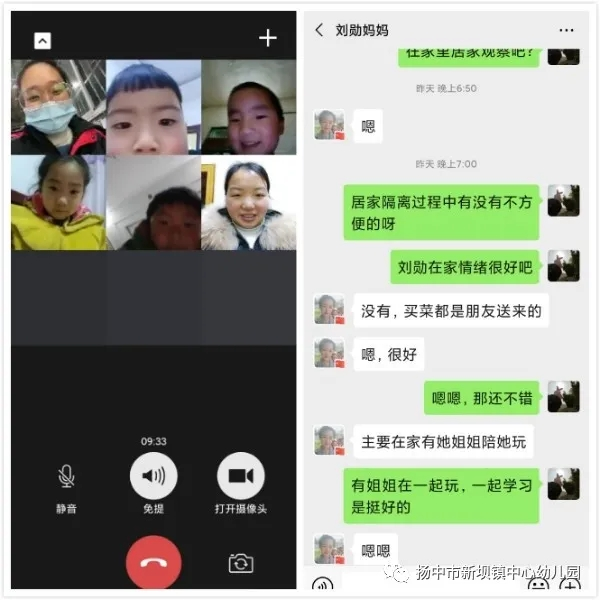 09:33
静音
免提
打开摄像头
刘勋妈妈
在家里居家观察吧?
昨天 晚上6:50
嗯
昨天 晚上7:00
居家隔离过程中有没有不方
便的呀
刘勋在家情绪很好吧
没有，买菜都是朋友送来的
嗯，很好
嗯嗯，那还不错
主要在家有她姐姐陪她玩
有姐姐在一起玩，一起学习
是挺好的
嗯嗯
扬中市新坝镇中心幼儿园